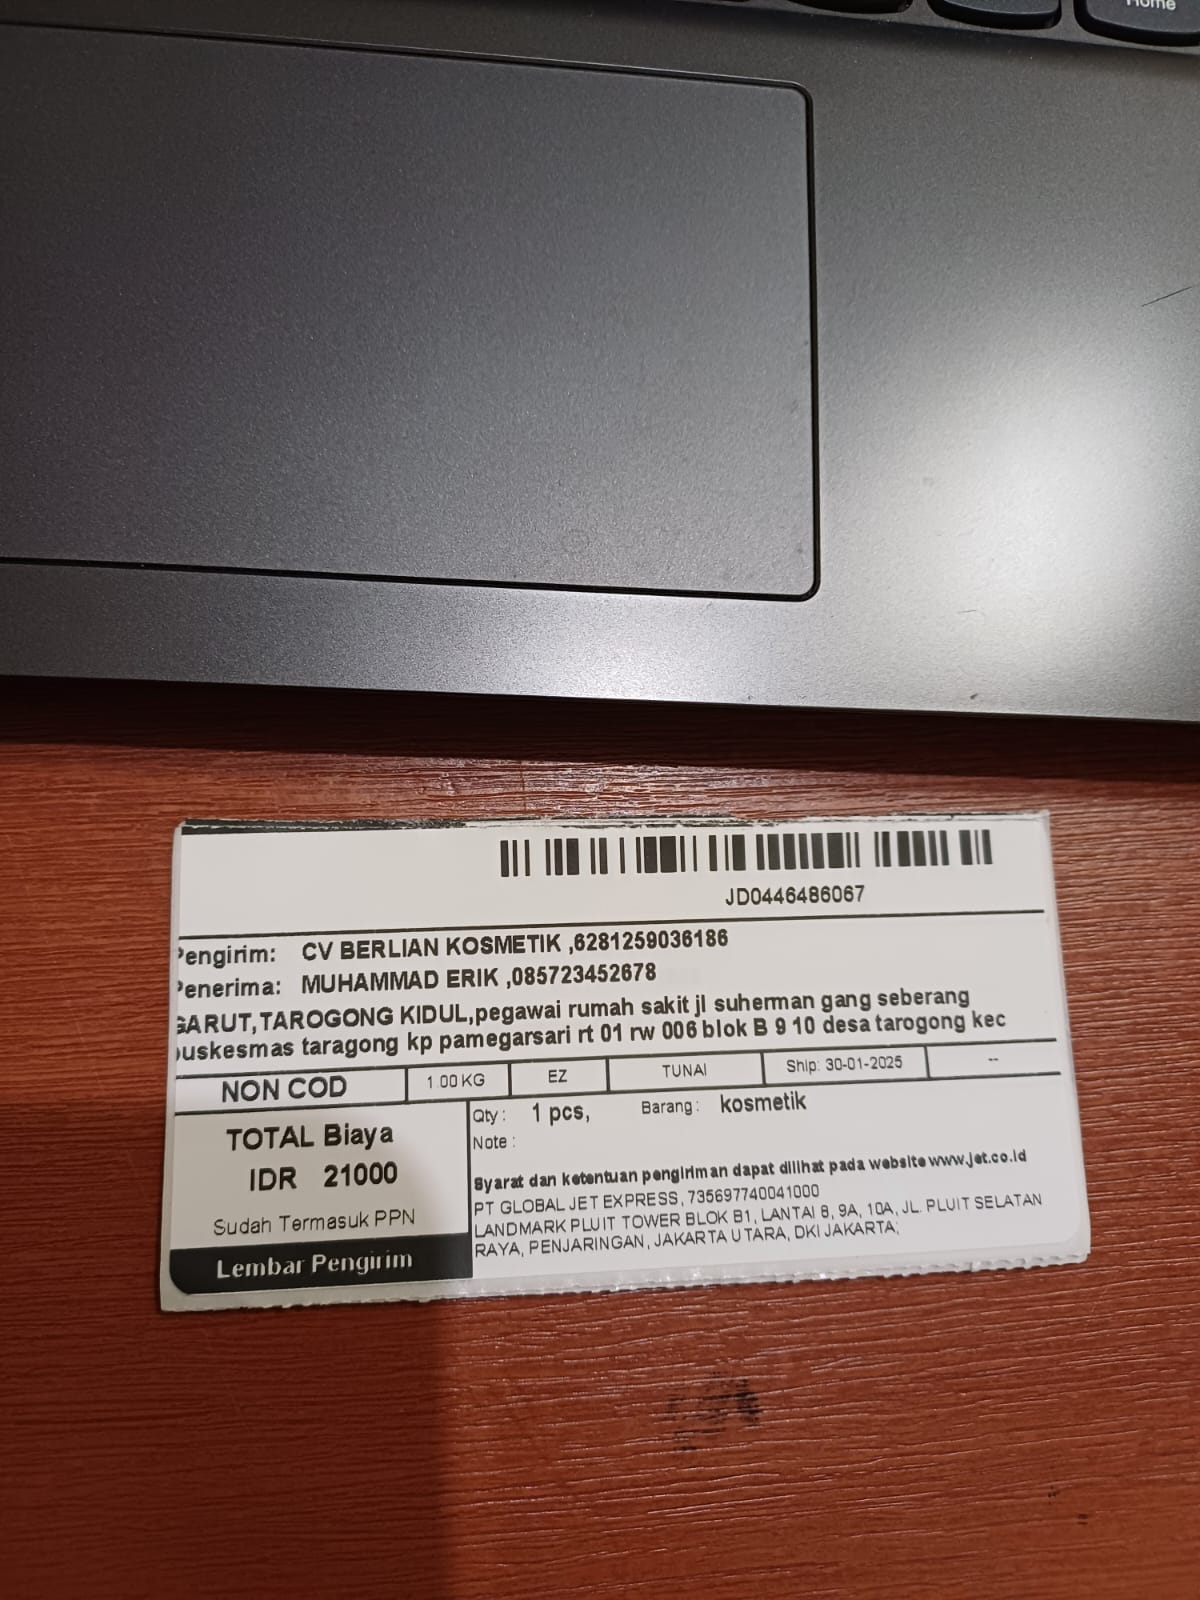 Home
JD0446486067
Pengirim: CV BERLIAN KOSMETIK ,6281259036186
Penerima: MUHAMMAD ERIK ,085723452678
GARUT,TAROGONG KIDUL,pegawai rumah sakit jl suherman gang seberang
puskesmas taragong kp pamegarsari rt 01 rw 006 blok B 9 10 desa tarogong kec
NON COD 1.00 KG EZ TUNAI Ship: 30-01-2025 --
TOTAL Biaya
IDR 21000
Sudah Termasuk PPN
Lembar Pengirim
Qty : 1 pcs, Barang : kosmetik
Note :
Syarat dan ketentuan pengiriman dapat dilihat pada website www.jet.co.id
PT GLOBAL JET EXPRESS, 735697740041000
LANDMARK PLUIT TOWER BLOK B1, LANTAI 8, 9A, 10A, JL. PLUIT SELATAN
RAYA, PENJARINGAN, JAKARTA UTARA, DKI JAKARTA;